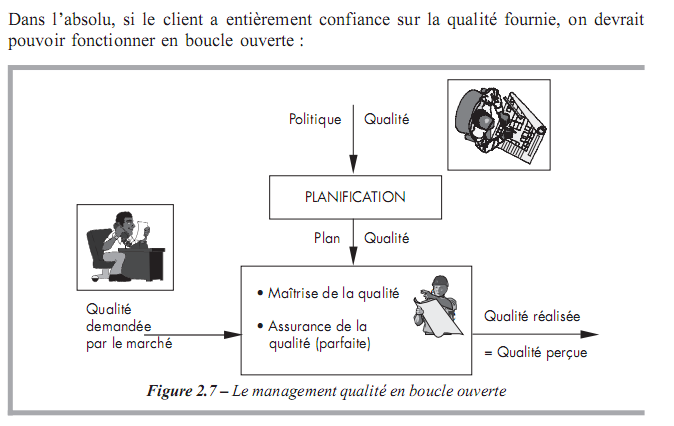 Dans l'absolu, si le client a entièrement confiance sur la qualité fournie, on devrait
pouvoir fonctionner en boucle ouverte :
Politique Qualité
PLANIFICATION
Plan Qualité
• Maîtrise de la qualité
• Assurance de la
qualité (parfaite)
Qualité
demandée
par le marché
Qualité réalisée
= Qualité perçue
Figure 2.7 – Le management qualité en boucle ouverte